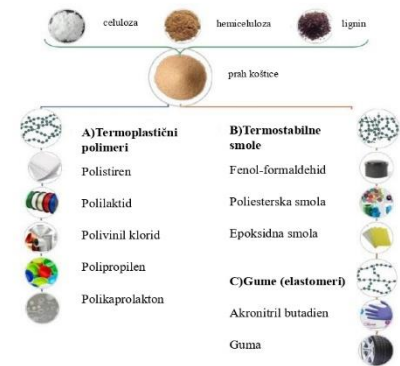 celuloza
hemiceluloza
lignin
prah koštice
A)Termoplastični
polimeri
Polistiren
Polilaktid
Polivinil klorid
Polipropilen
Polikaprolakton
B)Termostabilne
smole
Fenol-formaldehid
Poliesterska smola
Epoksidna smola
C)Gume (elastomeri)
Akronitril butadien
Guma